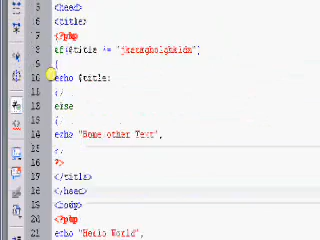 5 <head>
6 <title>
7 <?php
8 if($title !=
9 {
10 echo $title;
11 }
12 else
13 {
14 echo "Some other Text",
15 }
16 ?>
17 </title>
18 </head>
19 <body>
20 <?php
21 echo "Hello World",